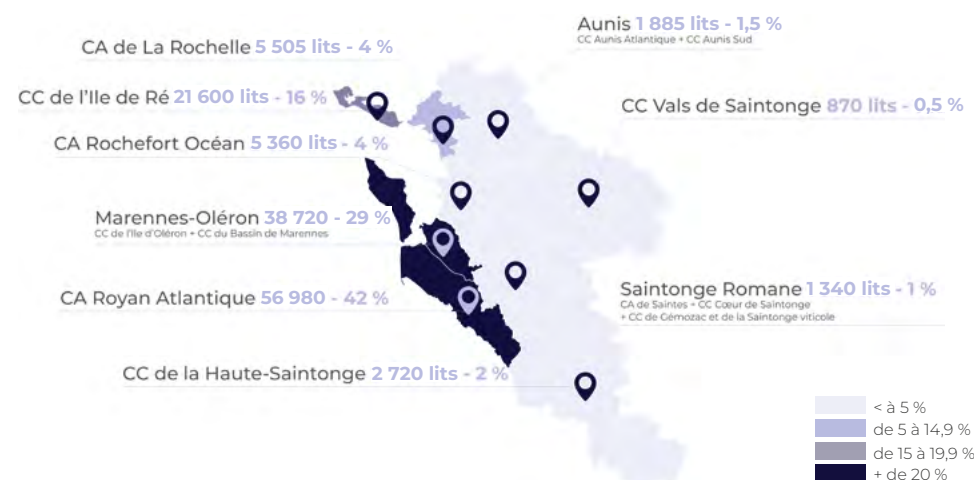 Aunis 1 885 lits - 1,5 %
CC Aunis Atlantique + CC Aunis Sud
CA de La Rochelle 5 505 lits - 4 %
CC de l'Ile de Ré 21 600 lits - 16 %
CC Vals de Saintonge 870 lits - 0,5 %
CA Rochefort Océan 5 360 lits - 4 %
Marennes-Oléron 38 720 - 29 %
CC de l'Ile d'Oléron + CC du Bassin de Marennes
CA Royan Atlantique 56 980 - 42 %
Saintonge Romane 1 340 lits - 1 %
CA de Saintes + CC Cœur de Saintonge
+ CC de Gémozac et de la Saintonge viticole
CC de la Haute-Saintonge 2 720 lits - 2 %
< à 5 %
de 5 à 14,9 %
de 15 à 19,9 %
+ de 20 %